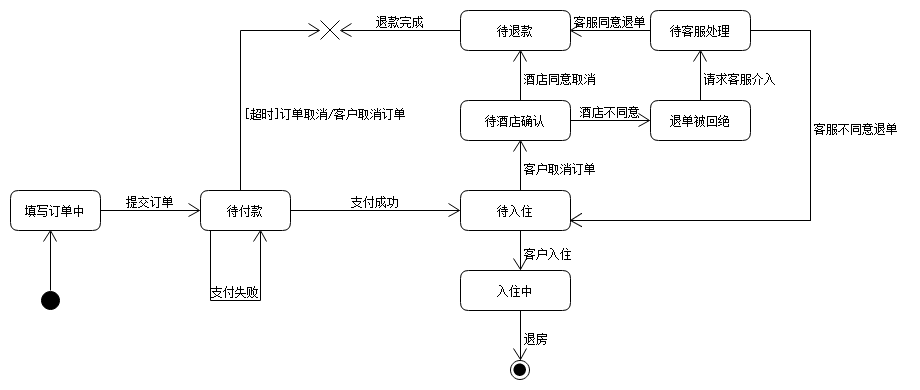 退款完成
待退款
客服同意退单
待客服处理
酒店同意取消
请求客服介入
[超时]订单取消/客户取消订单
待酒店确认
酒店不同意
退单被回绝
客服不同意退单
客户取消订单
填写订单中
提交订单
待付款
支付成功
待入住
支付失败
客户入住
入住中
退房